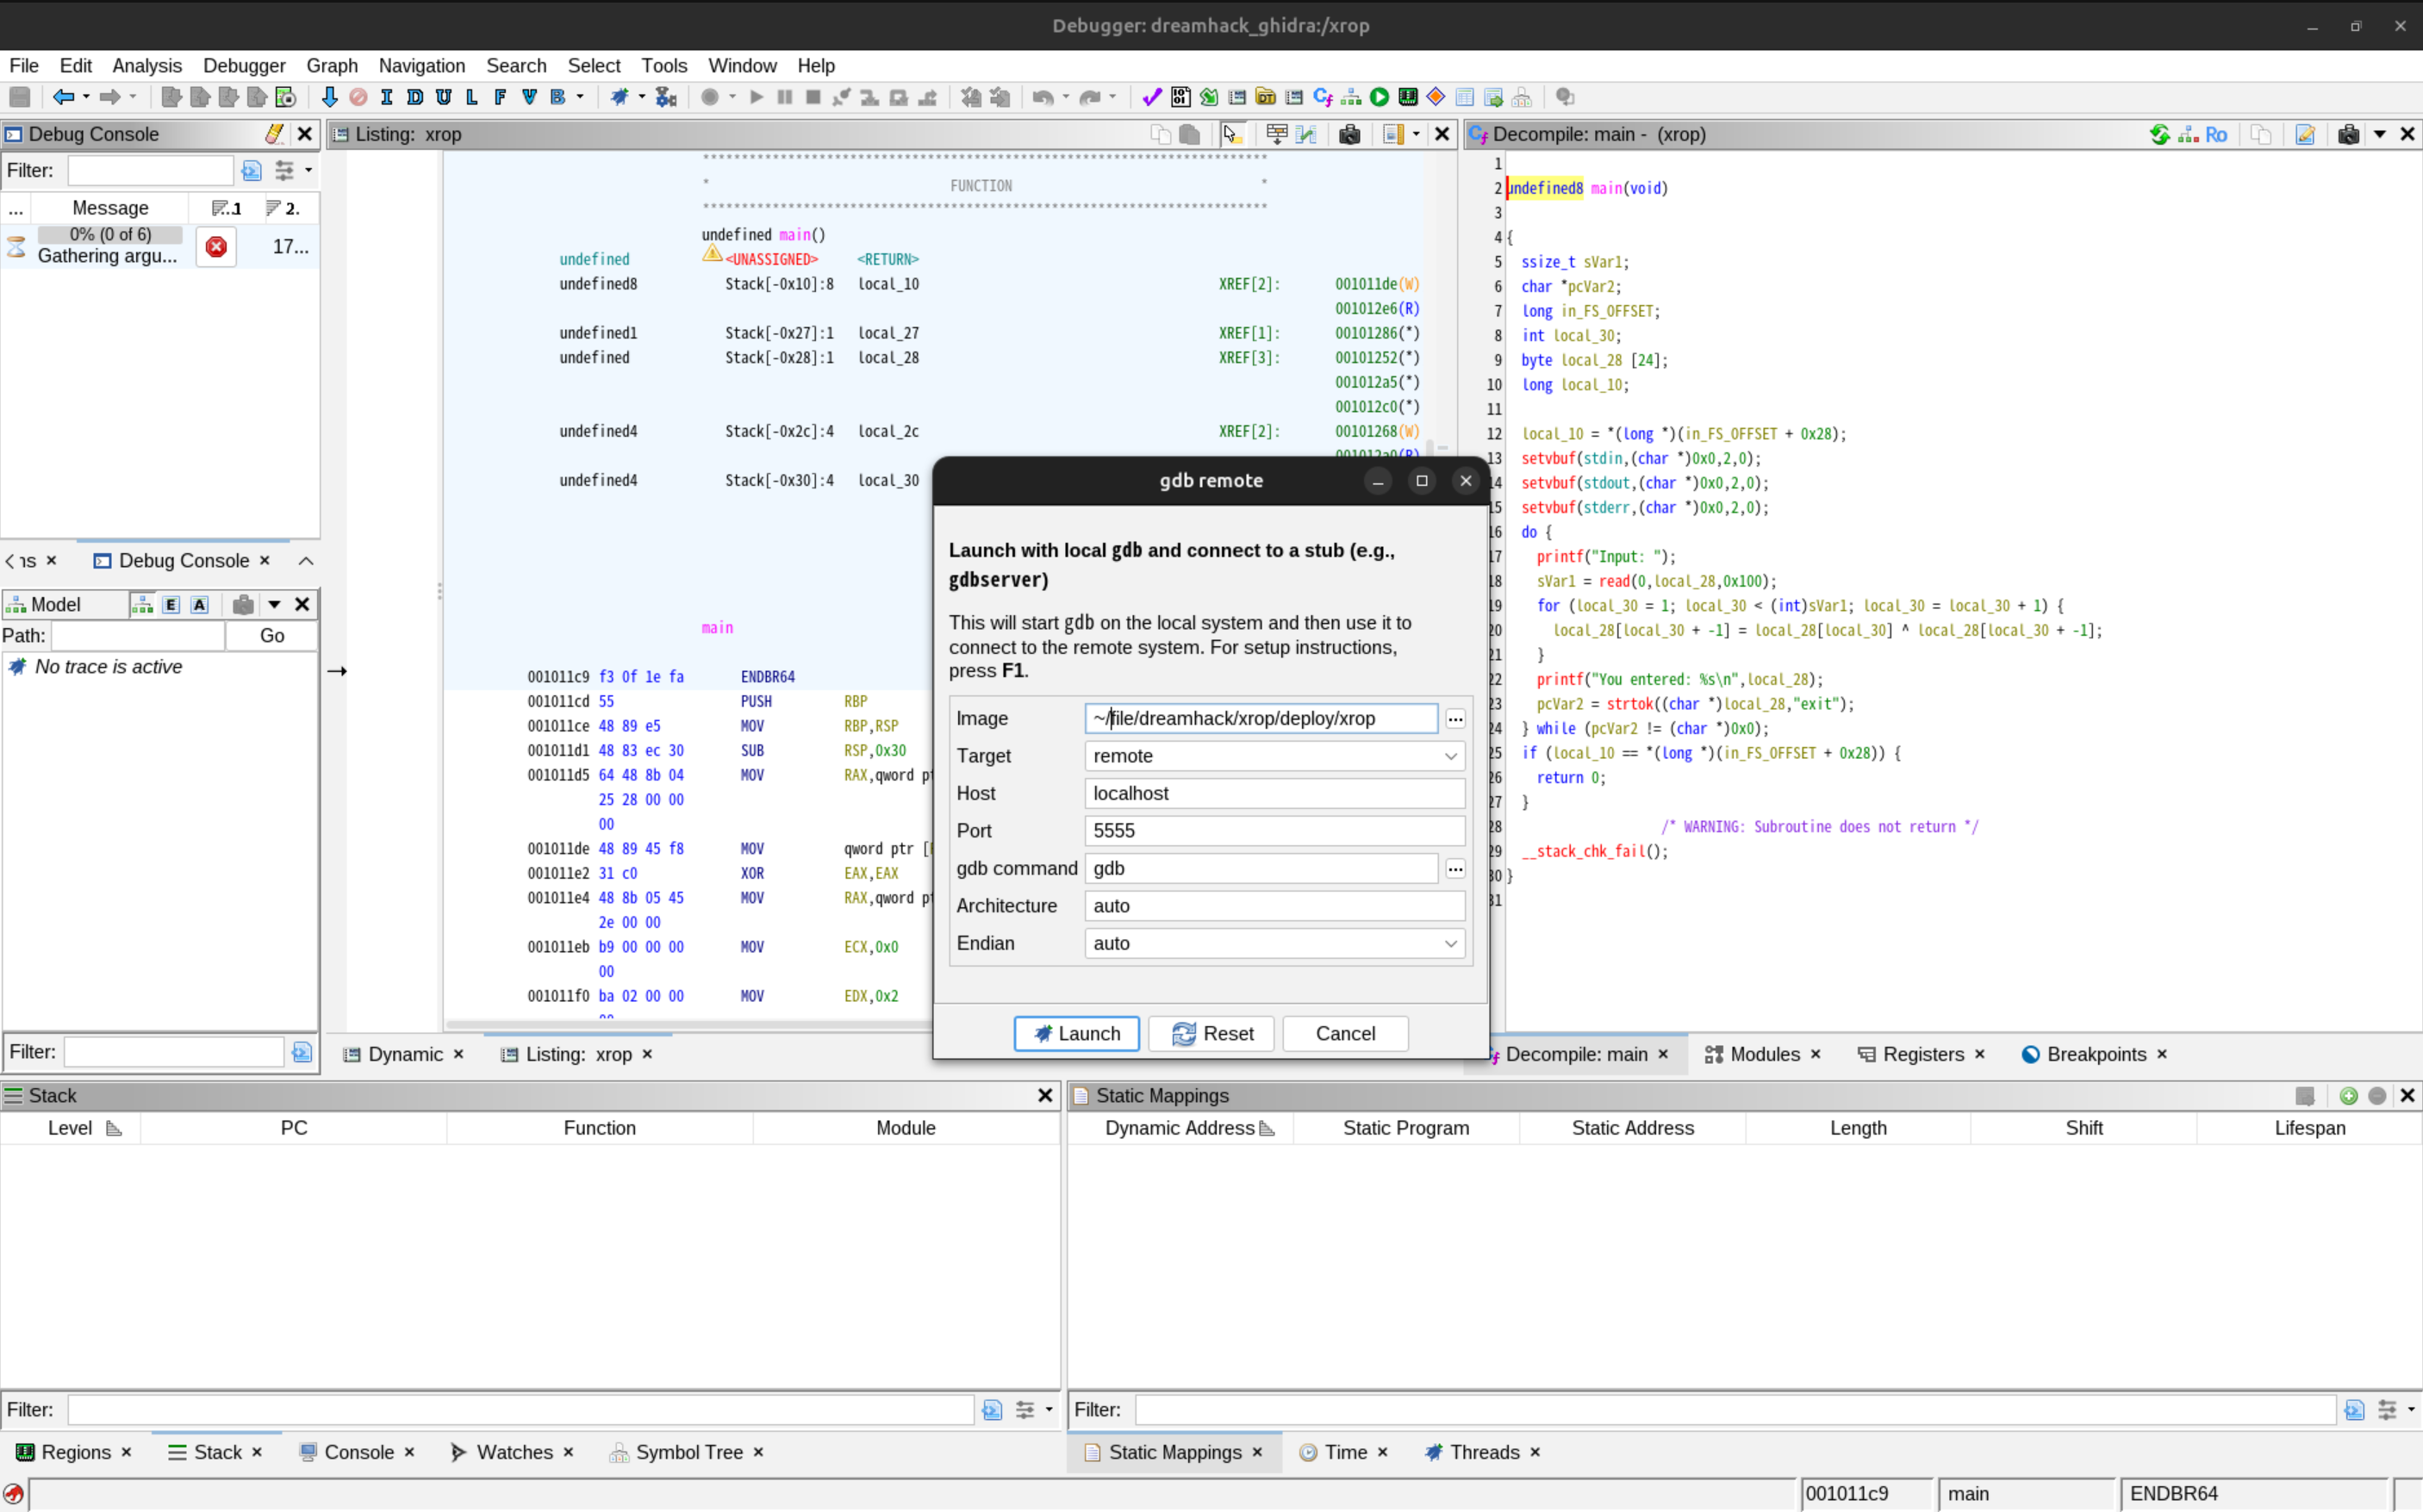 Debugger: dreamhack_ghidra:/xrop
File Edit Analysis Debugger Graph Navigation Search Select Tools Window Help
I D U L F V B
Debug Console
Filter:
... Message 1 2.
0% (0 of 6)
Gathering argu... 17...
ns Debug Console
Model E A
Path: Go
No trace is active
Filter:
Listing: xrop
* FUNCTION *
undefined main()
undefined <UNASSIGNED> <RETURN>
undefined8 Stack[-0x10]:8 local_10 XREF[2]: 001011de(W)
001012e6(R)
undefined1 Stack[-0x27]:1 local_27 XREF[1]: 00101286(*)
undefined Stack[-0x28]:1 local_28 XREF[3]: 00101252(*)
001012a5(*)
001012c0(*)
undefined4 Stack[-0x2c]:4 local_2c XREF[2]: 00101268(W)
001012a0(R)
undefined4 Stack[-0x30]:4 local_30
main
001011c9 f3 0f 1e fa ENDBR64
001011cd 55 PUSH RBP
001011ce 48 89 e5 MOV RBP,RSP
001011d1 48 83 ec 30 SUB RSP,0x30
001011d5 64 48 8b 04 MOV RAX,qword pt
25 28 00 00
00
001011de 48 89 45 f8 MOV qword ptr [
001011e2 31 c0 XOR EAX,EAX
001011e4 48 8b 05 45 MOV RAX,qword pt
2e 00 00
001011eb b9 00 00 00 MOV ECX,0x0
00
001011f0 ba 02 00 00 MOV EDX,0x2
00
Dynamic Listing: xrop
Decompile: main - (xrop) Ro
1
2 undefined8 main(void)
3
4 {
5 ssize_t sVar1;
6 char *pcVar2;
7 long in_FS_OFFSET;
8 int local_30;
9 byte local_28 [24];
10 long local_10;
11
12 local_10 = *(long *)(in_FS_OFFSET + 0x28);
13 setvbuf(stdin,(char *)0x0,2,0);
14 setvbuf(stdout,(char *)0x0,2,0);
15 setvbuf(stderr,(char *)0x0,2,0);
16 do {
17 printf("Input: ");
18 sVar1 = read(0,local_28,0x100);
19 for (local_30 = 1; local_30 < (int)sVar1; local_30 = local_30 + 1) {
20 local_28[local_30 + -1] = local_28[local_30] ^ local_28[local_30 + -1];
21 }
22 printf("You entered: %s\n",local_28);
23 pcVar2 = strtok((char *)local_28,"exit");
24 } while (pcVar2 != (char *)0x0);
25 if (local_10 == *(long *)(in_FS_OFFSET + 0x28)) {
26 return 0;
27 }
28 /* WARNING: Subroutine does not return */
29 __stack_chk_fail();
30 }
31
Decompile: main Modules Registers Breakpoints
gdb remote
Launch with local gdb and connect to a stub (e.g.,
gdbserver)
This will start gdb on the local system and then use it to
connect to the remote system. For setup instructions,
press F1.
Image ~/file/dreamhack/xrop/deploy/xrop ...
Target remote
Host localhost
Port 5555
gdb command gdb ...
Architecture auto
Endian auto
Launch Reset Cancel
Stack
Level PC Function Module
Filter:
Regions Stack Console Watches Symbol Tree
Static Mappings
Dynamic Address Static Program Static Address Length Shift Lifespan
Filter:
Static Mappings Time Threads
001011c9 main ENDBR64